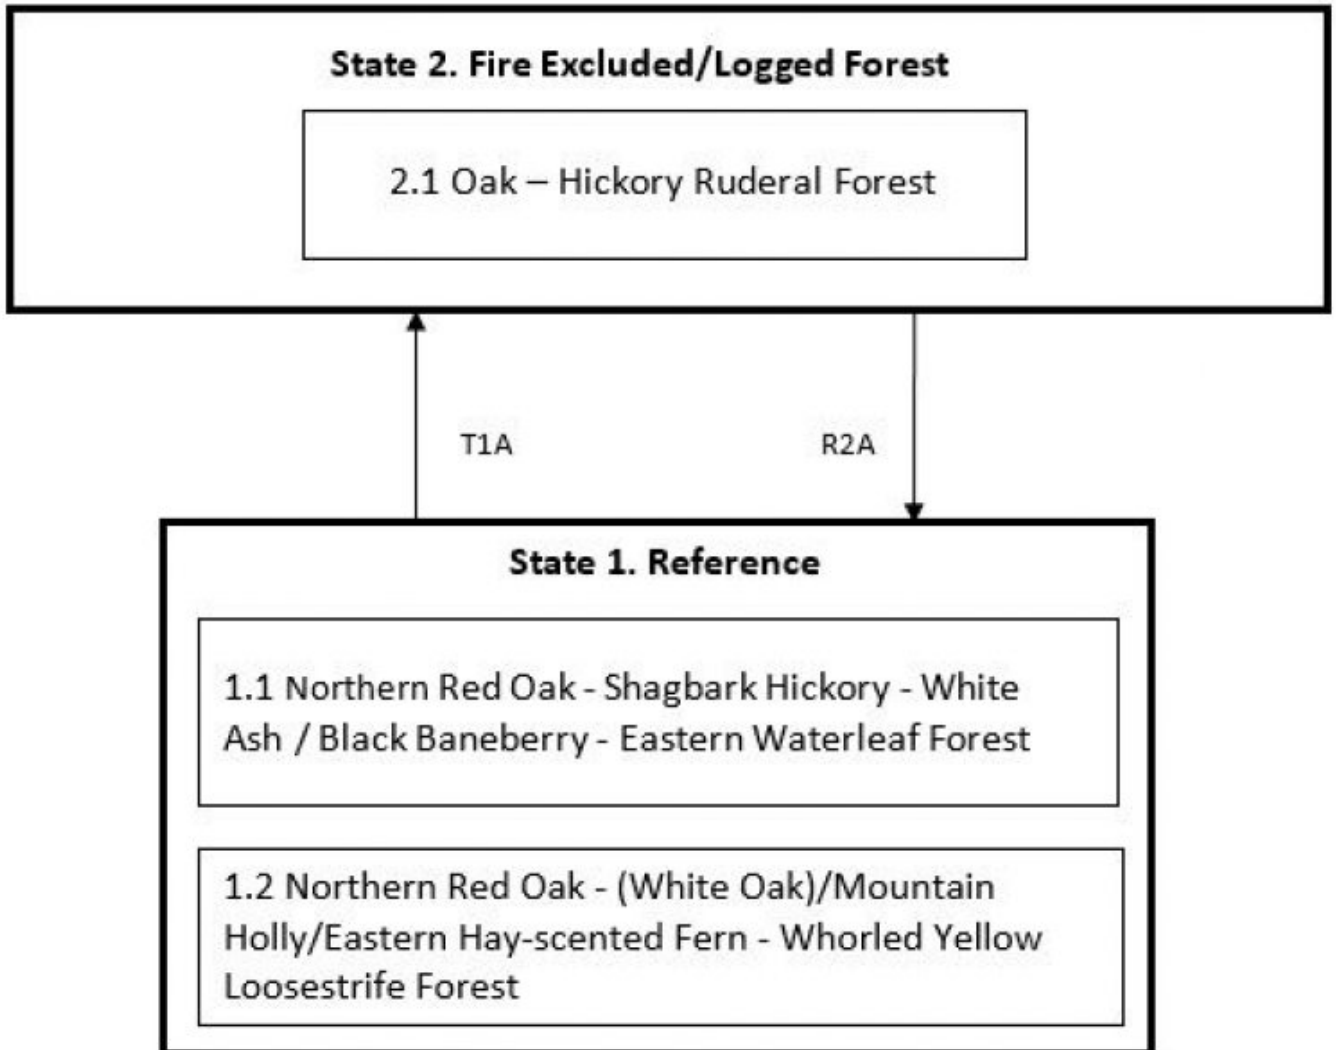 State 2. Fire Excluded/Logged Forest
2.1 Oak – Hickory Ruderal Forest
T1A
R2A
State 1. Reference
1.1 Northern Red Oak - Shagbark Hickory - White
Ash / Black Baneberry - Eastern Waterleaf Forest
1.2 Northern Red Oak - (White Oak)/Mountain
Holly/Eastern Hay-scented Fern - Whorled Yellow
Loosestrife Forest